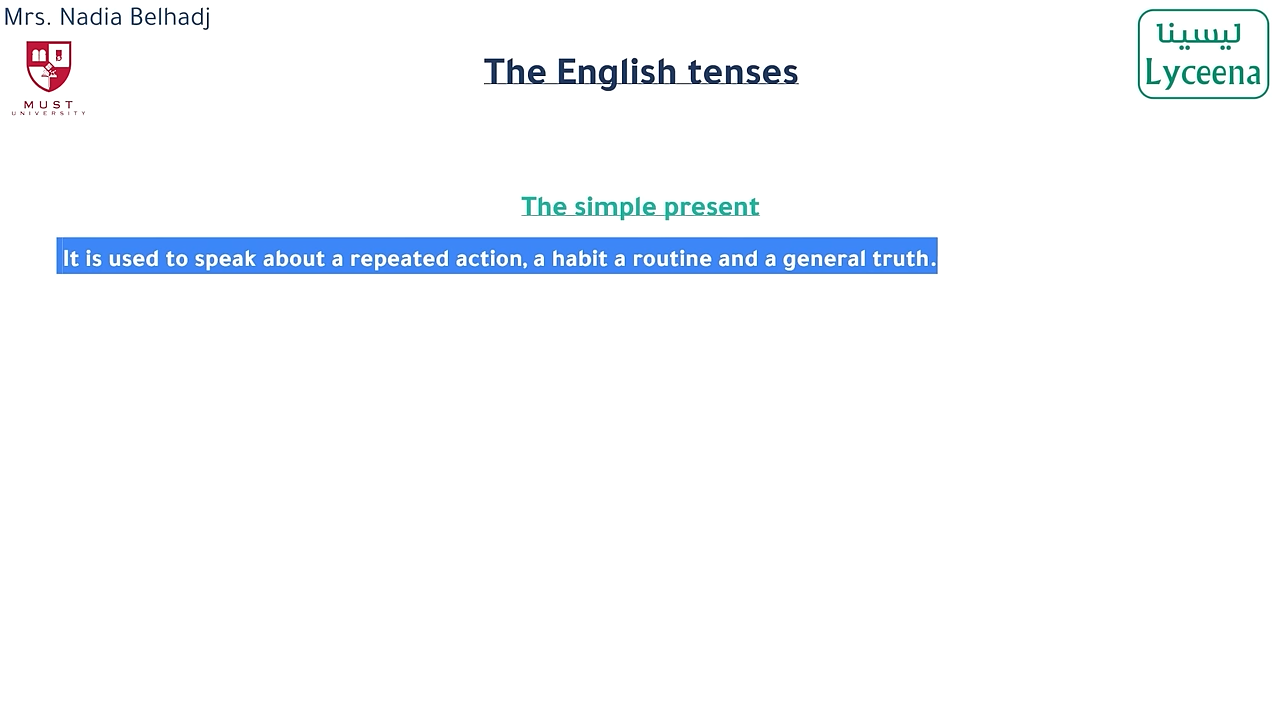 Mrs. Nadia Belhadj
MUST
UNIVERSITY
The English tenses
ليسينا
Lyceena
The simple present
It is used to speak about a repeated action, a habit a routine and a general truth.